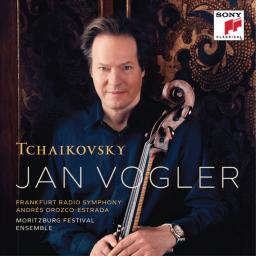 SONY
CLASSICAL
TCHAIKOVSKY
JAN VOGLER
FRANKFURT RADIO SYMPHONY
ANDRÉS OROZCO-ESTRADA
MORITZBURG FESTIVAL
ENSEMBLE